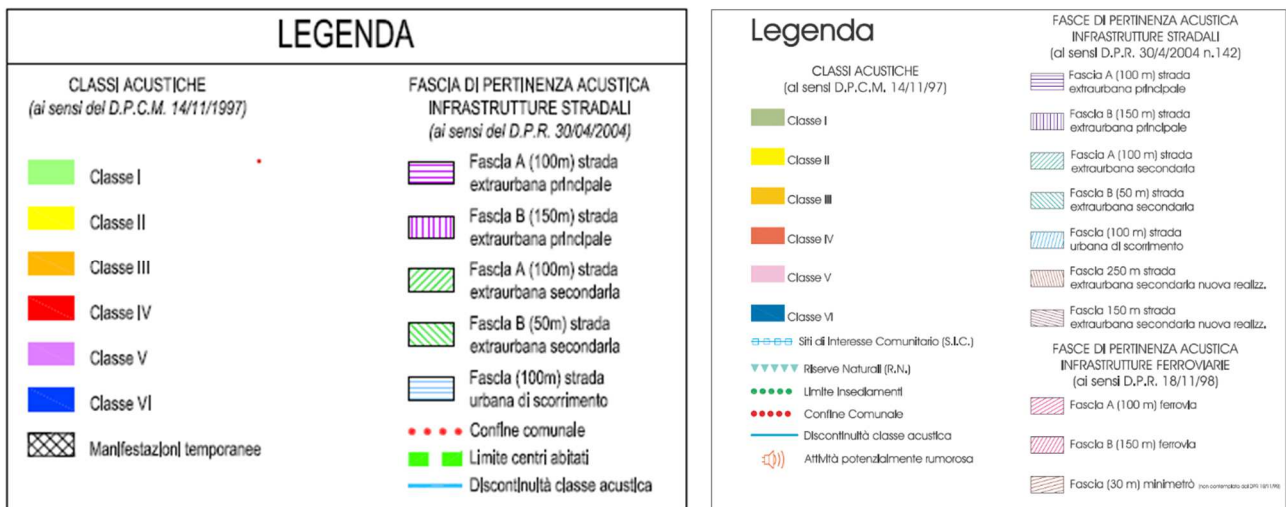 LEGENDA
CLASSI ACUSTICHE
(ai sensi del D.P.C.M. 14/11/1997)
Classe I
Classe II
Classe III
Classe IV
Classe V
Classe VI
Manifestazioni temporanee
FASCIA DI PERTINENZA ACUSTICA
INFRASTRUTTURE STRADALI
(ai sensi del D.P.R. 30/04/2004)
Fascia A (100m) strada
extraurbana principale
Fascia B (150m) strada
extraurbana principale
Fascia A (100m) strada
extraurbana secondaria
Fascia B (50m) strada
extraurbana secondaria
Fascia (100m) strada
urbana di scorrimento
Confine comunale
Limite centri abitati
Discontinuità classe acustica
Legenda
CLASSI ACUSTICHE
(ai sensi D.P.C.M. 14/11/97)
Classe I
Classe II
Classe III
Classe IV
Classe V
Classe VI
Siti di Interesse Comunitario (S.I.C.)
Riserve Naturali (R.N.)
Limite Insediamenti
Confine Comunale
Discontinuità classe acustica
Attività potenzialmente rumorosa
FASCE DI PERTINENZA ACUSTICA
INFRASTRUTTURE STRADALI
(ai sensi D.P.R. 30/4/2004 n.142)
Fascia A (100 m) strada
extraurbana principale
Fascia B (150 m) strada
extraurbana principale
Fascia A (100 m) strada
extraurbana secondaria
Fascia B (50 m) strada
extraurbana secondaria
Fascia (100 m) strada
urbana di scorrimento
Fascia 250 m strada
extraurbana secondaria nuova realizz.
Fascia 150 m strada
extraurbana secondaria nuova realizz.
FASCE DI PERTINENZA ACUSTICA
INFRASTRUTTURE FERROVIARIE
(ai sensi D.P.R. 18/11/98)
Fascia A (100 m) ferrovia
Fascia B (150 m) ferrovia
Fascia (30 m) minimetrò (non contemplato dal DPR 18/11/98)